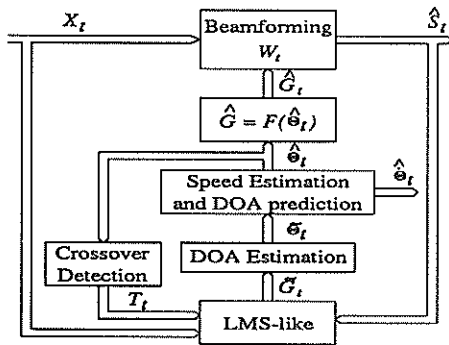 X_t
Beamforming
W_t
Ŝ_t
Ĝ_t
Ĝ = F(Θ̂_t)
Θ̂_t
Speed Estimation
and DOA prediction
Θ̇̂_t
Θ̃_t
Crossover
Detection
DOA Estimation
T_t
G̃_t
LMS-like